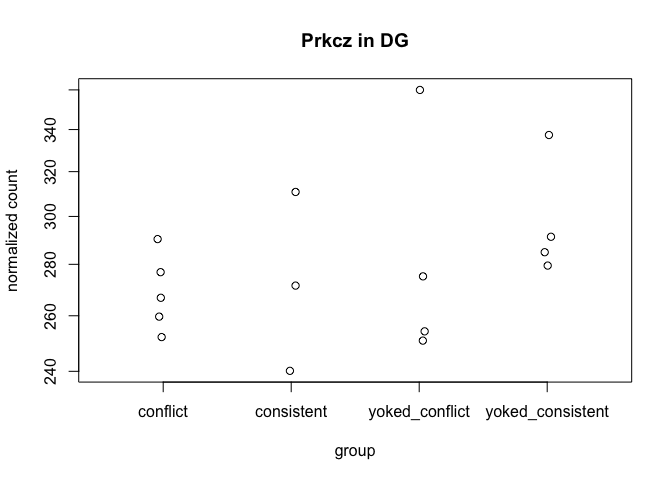 Prkcz in DG
normalized count
340
320
300
280
260
240
conflict
consistent
yoked_conflict
yoked_consistent
group